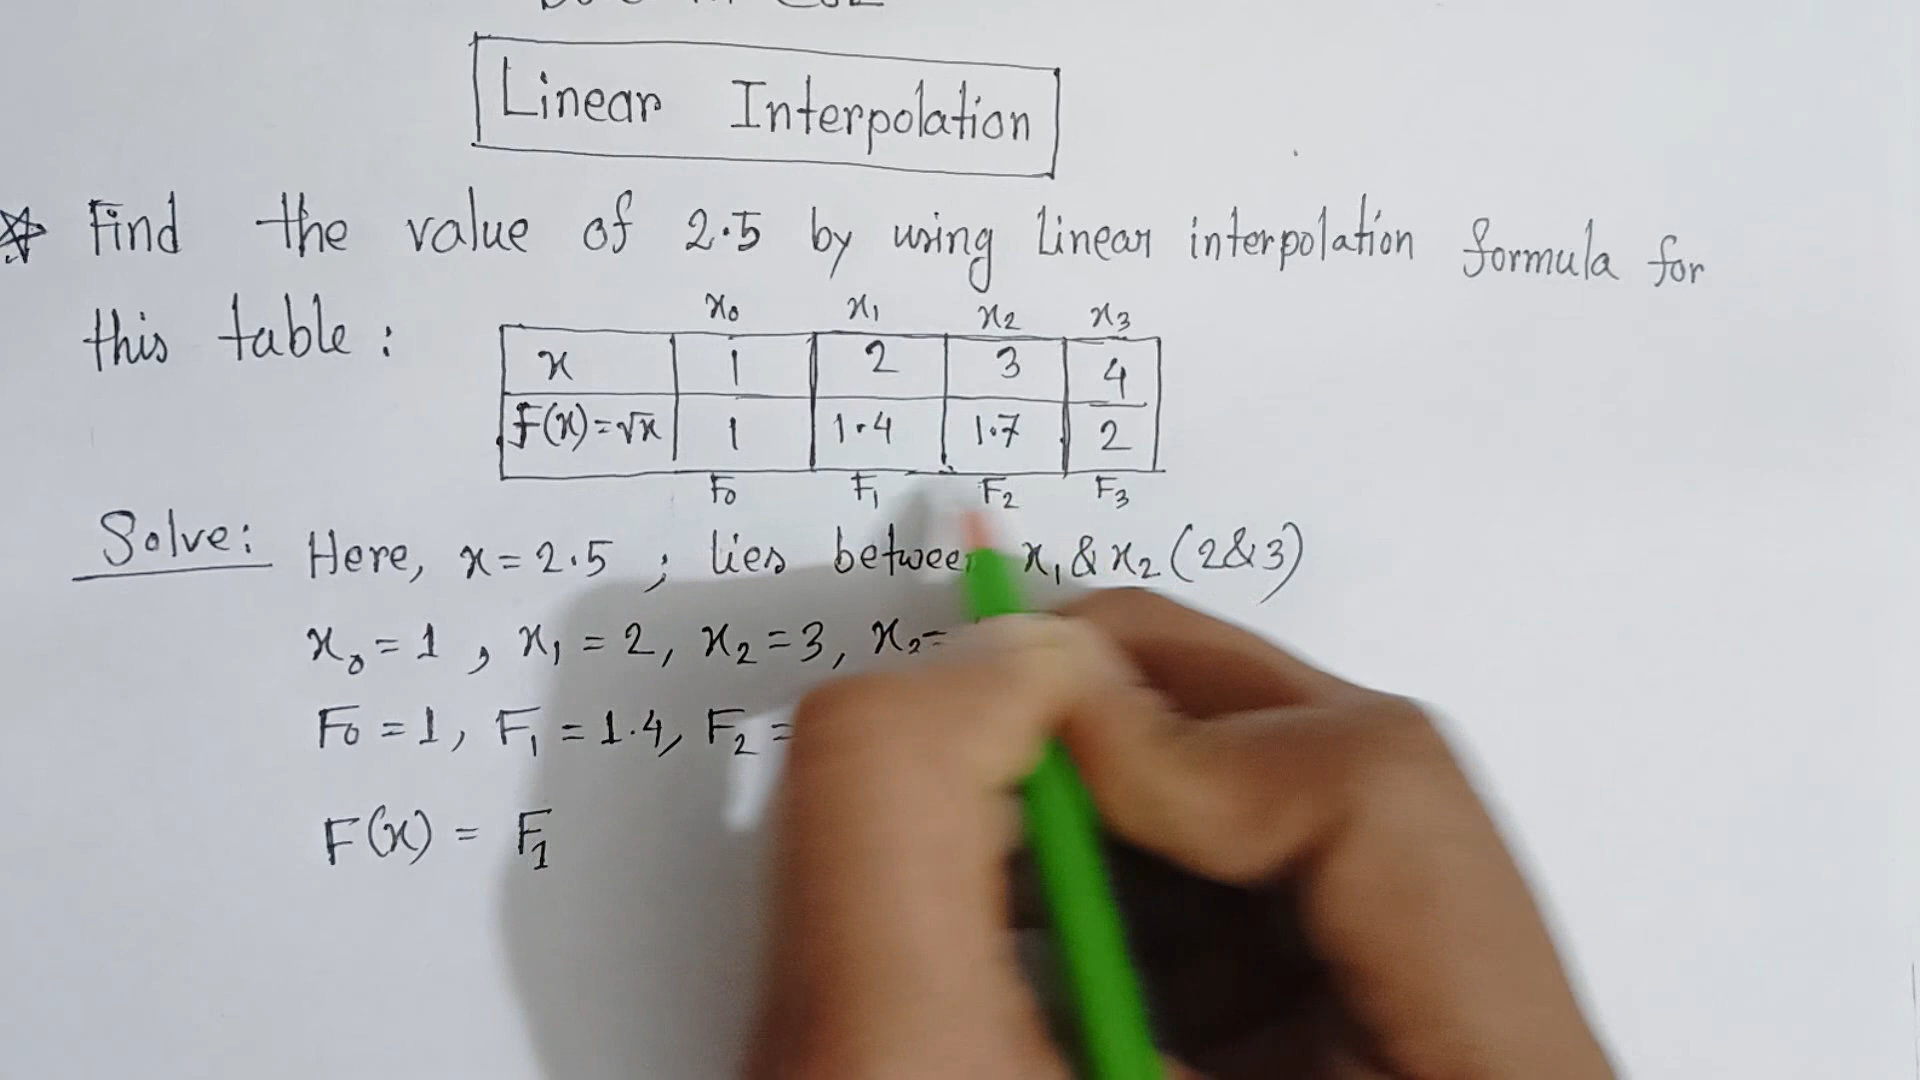 Linear Interpolation
Find the value of 2.5 by using linear interpolation formula for
this table:
x₀ x₁ x₂ x₃
x 1 2 3 4
F(x)=√x 1 1.4 1.7 2
F₀ F₁ F₂ F₃
Solve: Here, x=2.5 ; lies between x₁ & x₂ (2&3)
x₀ = 1 , x₁ = 2, x₂ = 3,
F₀ = 1, F₁ = 1.4, F₂ =
F(x) = F₁